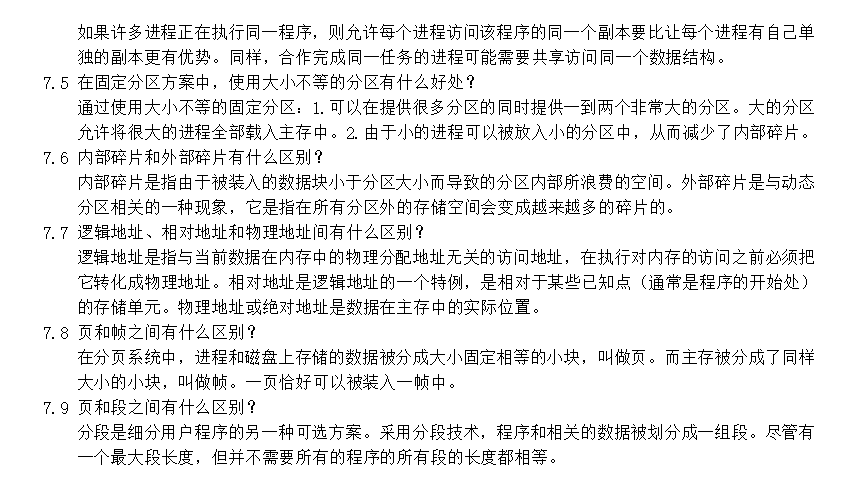 如果许多进程正在执行同一程序，则允许每个进程访问该程序的同一个副本要比让每个进程有自己单
独的副本更有优势。同样，合作完成同一任务的进程可能需要共享访问同一个数据结构。
7.5 在固定分区方案中，使用大小不等的分区有什么好处？
通过使用大小不等的固定分区：1.可以在提供很多分区的同时提供一到两个非常大的分区。大的分区
允许将很大的进程全部载入主存中。2.由于小的进程可以被放入小的分区中，从而减少了内部碎片。
7.6 内部碎片和外部碎片有什么区别？
内部碎片是指由于被装入的数据块小于分区大小而导致的分区内部所浪费的空间。外部碎片是与动态
分区相关的一种现象，它是指在所有分区外的存储空间会变成越来越多的碎片的。
7.7 逻辑地址、相对地址和物理地址间有什么区别？
逻辑地址是指与当前数据在内存中的物理分配地址无关的访问地址，在执行对内存的访问之前必须把
它转化成物理地址。相对地址是逻辑地址的一个特例，是相对于某些已知点（通常是程序的开始处）
的存储单元。物理地址或绝对地址是数据在主存中的实际位置。
7.8 页和帧之间有什么区别？
在分页系统中，进程和磁盘上存储的数据被分成大小固定相等的小块，叫做页。而主存被分成了同样
大小的小块，叫做帧。一页恰好可以被装入一帧中。
7.9 页和段之间有什么区别？
分段是细分用户程序的另一种可选方案。采用分段技术，程序和相关的数据被划分成一组段。尽管有
一个最大段长度，但并不需要所有的程序的所有段的长度都相等。